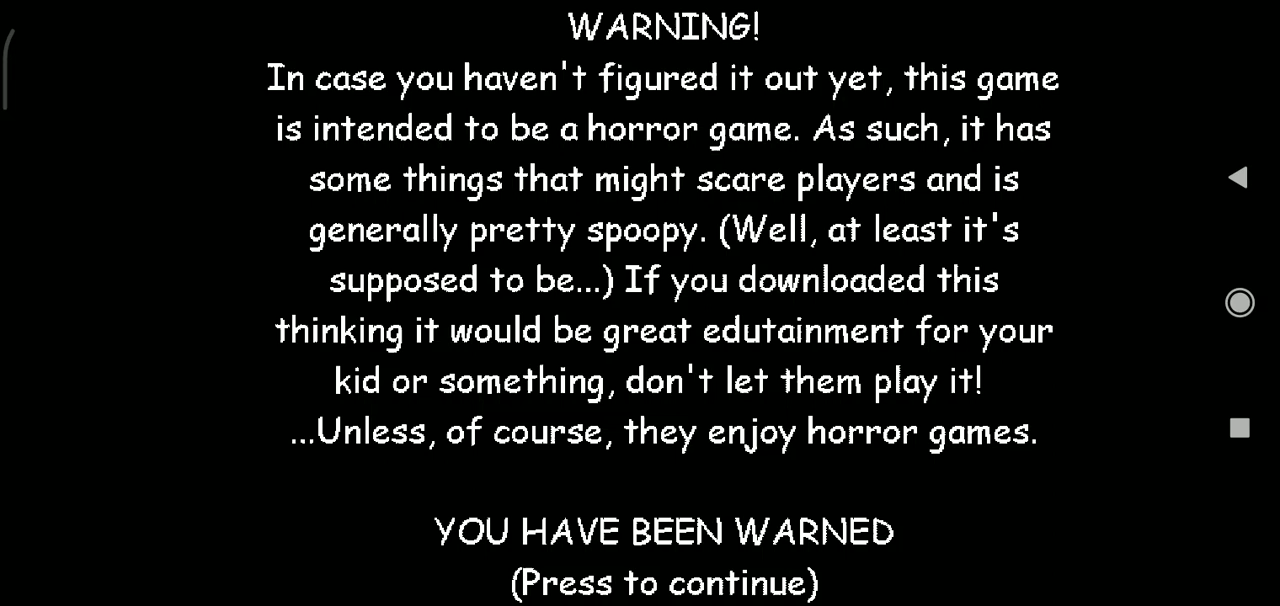 WARNING!
In case you haven't figured it out yet, this game
is intended to be a horror game. As such, it has
some things that might scare players and is
generally pretty spoopy. (Well, at least it's
supposed to be...) If you downloaded this
thinking it would be great edutainment for your
kid or something, don't let them play it!
...Unless, of course, they enjoy horror games.
YOU HAVE BEEN WARNED
(Press to continue)